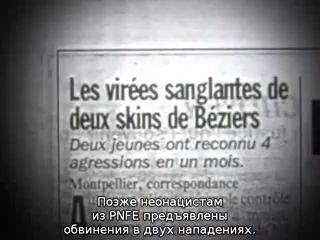 Les virées sanglantes de
deux skins de Béziers
Deux jeunes ont reconnu 4
agressions en un mois.
Montpellier, correspondance
Позже неонацистам
из PNFE предъявлены
обвинения в двух нападениях.